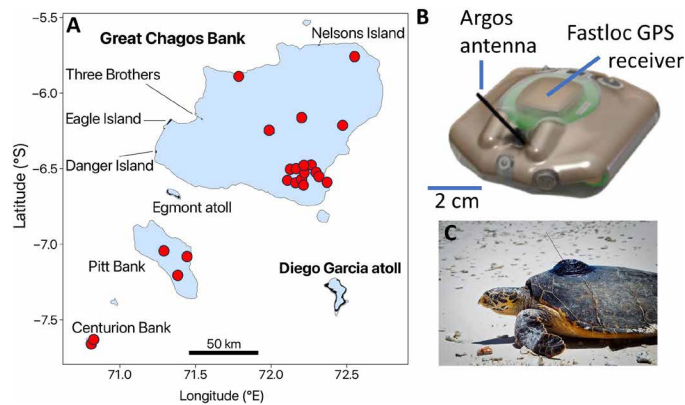 A
Great Chagos Bank
Nelsons Island
Three Brothers
Eagle Island
Danger Island
Egmont atoll
Pitt Bank
Diego Garcia atoll
Centurion Bank
50 km
−5.5
−6.0
−6.5
−7.0
−7.5
Latitude (°S)
71.0
71.5
72.0
72.5
Longitude (°E)
B
Argos
antenna
Fastloc GPS
receiver
2 cm
C